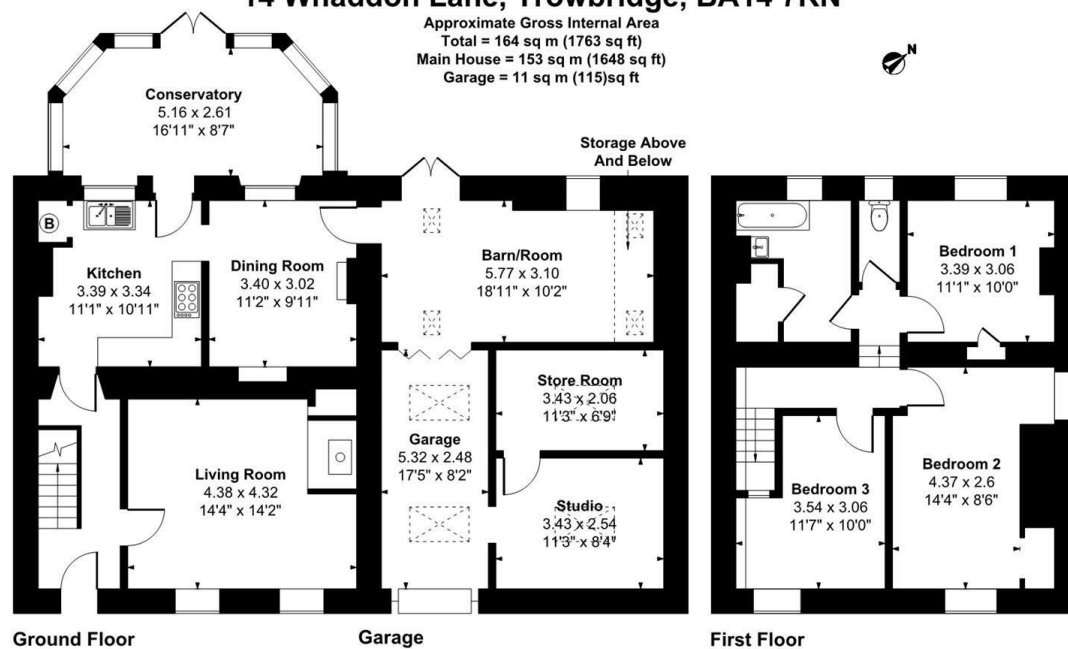 14 Whaddon Lane, Trowbridge, BA14 7RN
Approximate Gross Internal Area
Total = 164 sq m (1763 sq ft)
Main House = 153 sq m (1648 sq ft)
Garage = 11 sq m (115)sq ft
N
Conservatory
5.16 x 2.61
16'11" x 8'7"
Storage Above
And Below
B
Kitchen
3.39 x 3.34
11'1" x 10'11"
Dining Room
3.40 x 3.02
11'2" x 9'11"
Barn/Room
5.77 x 3.10
18'11" x 10'2"
Bedroom 1
3.39 x 3.06
11'1" x 10'0"
Store Room
3.43 x 2.06
11'3" x 6'9"
Garage
5.32 x 2.48
17'5" x 8'2"
Living Room
4.38 x 4.32
14'4" x 14'2"
Studio
3.43 x 2.54
11'3" x 8'4"
Bedroom 2
4.37 x 2.6
14'4" x 8'6"
Bedroom 3
3.54 x 3.06
11'7" x 10'0"
Ground Floor
Garage
First Floor